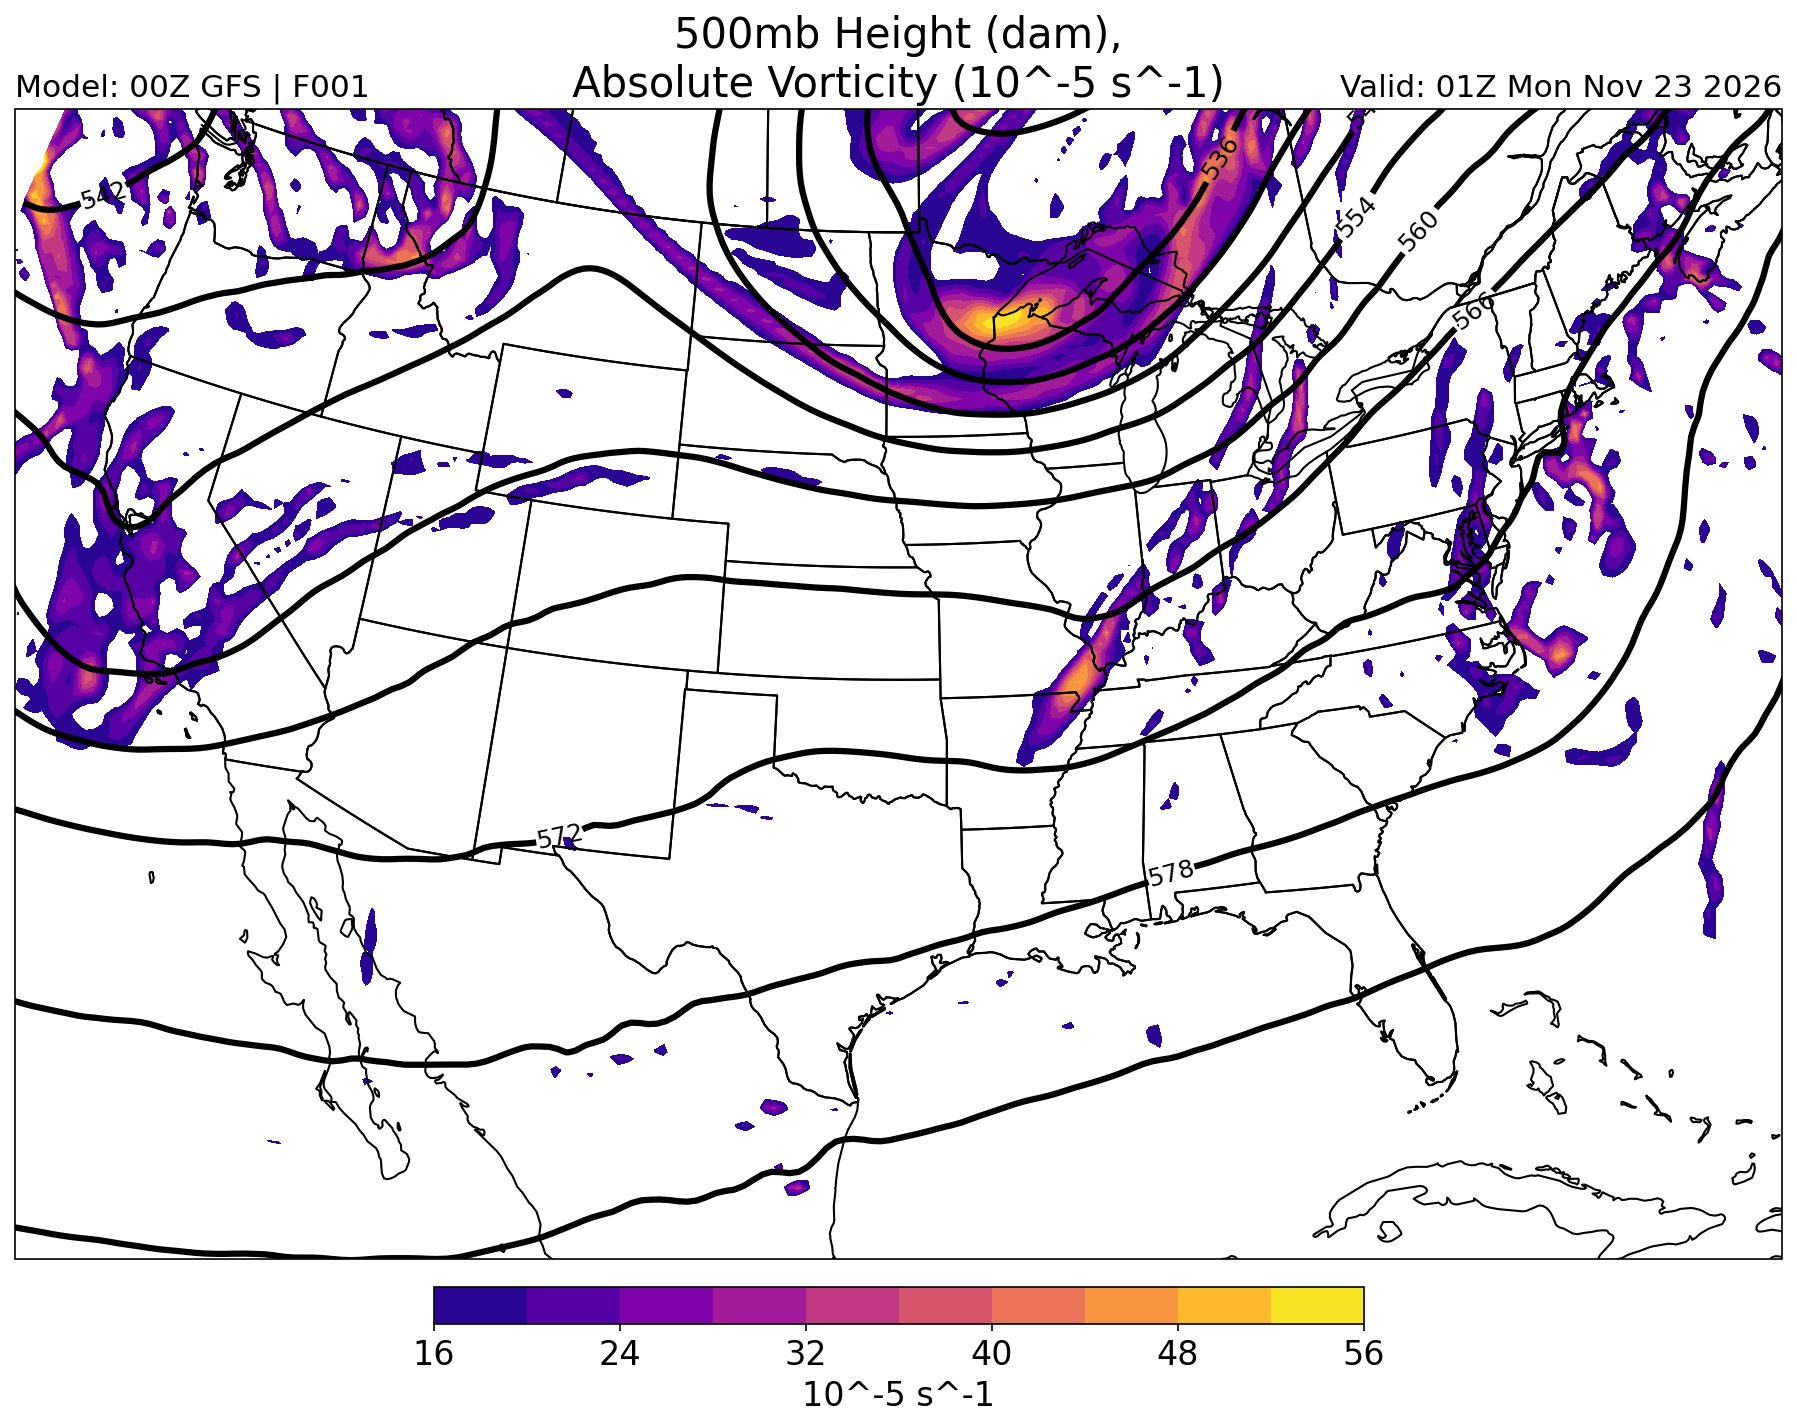 500mb Height (dam),
Absolute Vorticity (10^-5 s^-1)
Model: 00Z GFS | F001
Valid: 01Z Mon Nov 23 2026
542
536
554
560
566
572
578
16 24 32 40 48 56
10^-5 s^-1